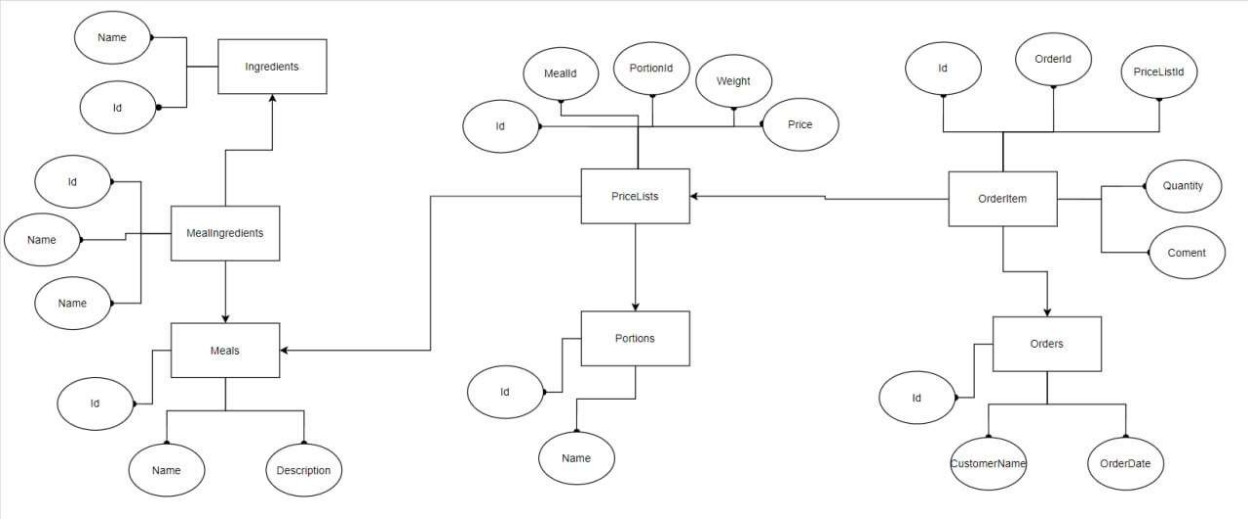 Name
Ingredients
Id
Id
MealIngredients
Name
Name
Meals
Id
Name
Description
MealId
PortionId
Weight
Id
Price
PriceLists
Portions
Id
Name
Id
OrderId
PriceListId
OrderItem
Quantity
Coment
Orders
Id
CustomerName
OrderDate